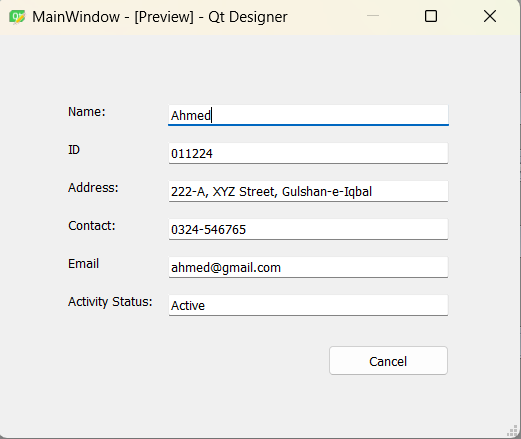 MainWindow - [Preview] - Qt Designer
Name: Ahmed
ID 011224
Address: 222-A, XYZ Street, Gulshan-e-Iqbal
Contact: 0324-546765
Email ahmed@gmail.com
Activity Status: Active
Cancel